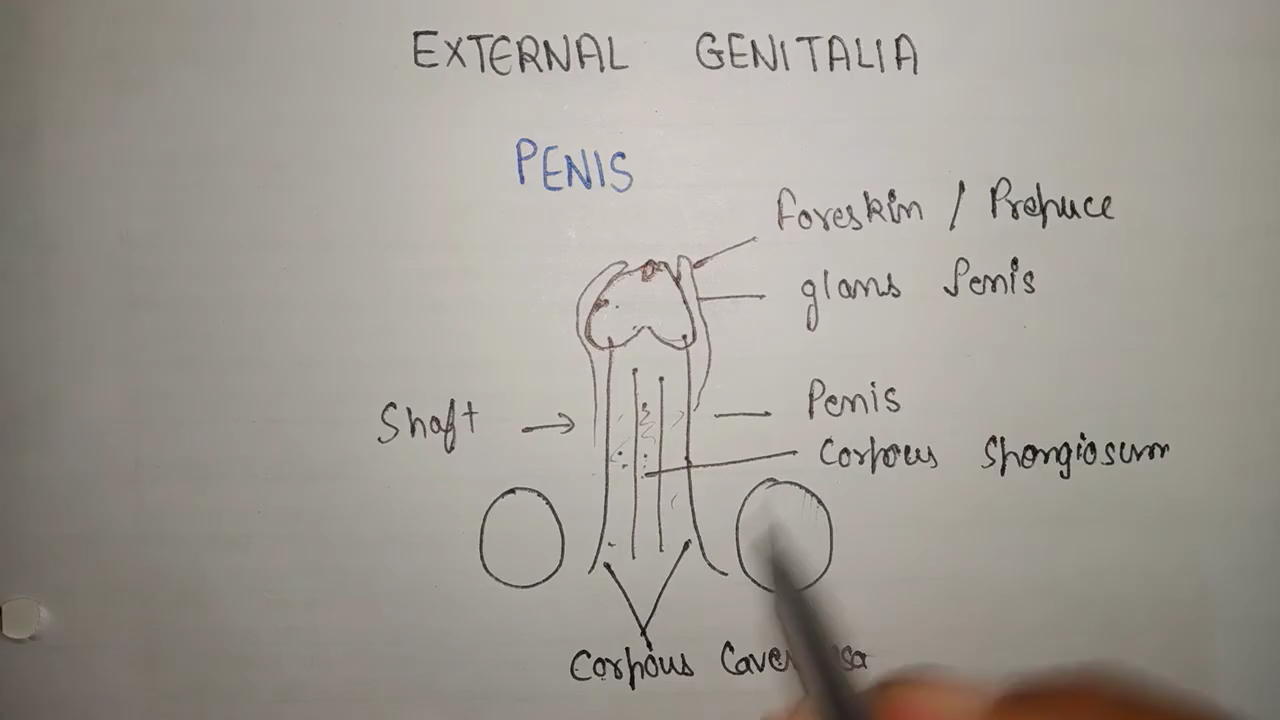 EXTERNAL GENITALIA
PENIS
Foreskin / Prepuce
glans Penis
Shaft
Penis
Corpous Spongiosum
Corpous